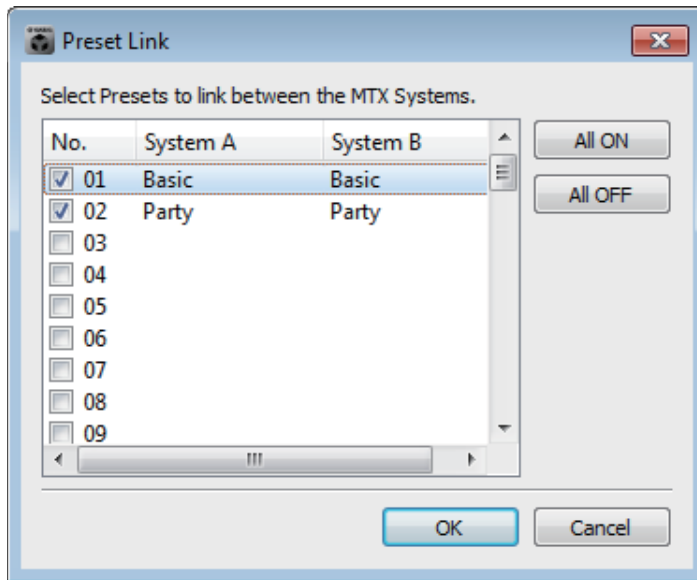 Preset Link
Select Presets to link between the MTX Systems.
No. System A System B
01 Basic Basic
02 Party Party
03
04
05
06
07
08
09
All ON
All OFF
OK Cancel